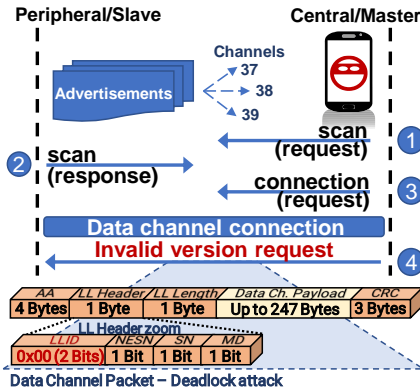 Peripheral/Slave
Central/Master
Channels
Advertisements
37
38
39
1
scan
(request)
2
scan
(response)
3
connection
(request)
Data channel connection
Invalid version request
4
AA
LL Header
LL Length
Data Ch. Payload
CRC
4 Bytes
1 Byte
1 Byte
Up to 247 Bytes
3 Bytes
LL Header zoom
LLID
NESN
SN
MD
0x00 (2 Bits)
1 Bit
1 Bit
1 Bit
Data Channel Packet – Deadlock attack